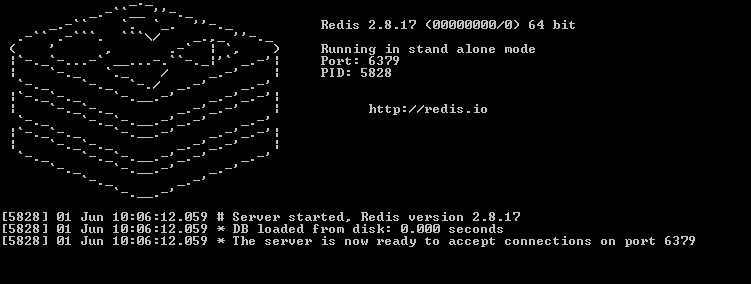 Redis 2.8.17 (00000000/0) 64 bit
Running in stand alone mode
Port: 6379
PID: 5828
http://redis.io
[5828] 01 Jun 10:06:12.059 # Server started, Redis version 2.8.17
[5828] 01 Jun 10:06:12.059 * DB loaded from disk: 0.000 seconds
[5828] 01 Jun 10:06:12.059 * The server is now ready to accept connections on port 6379